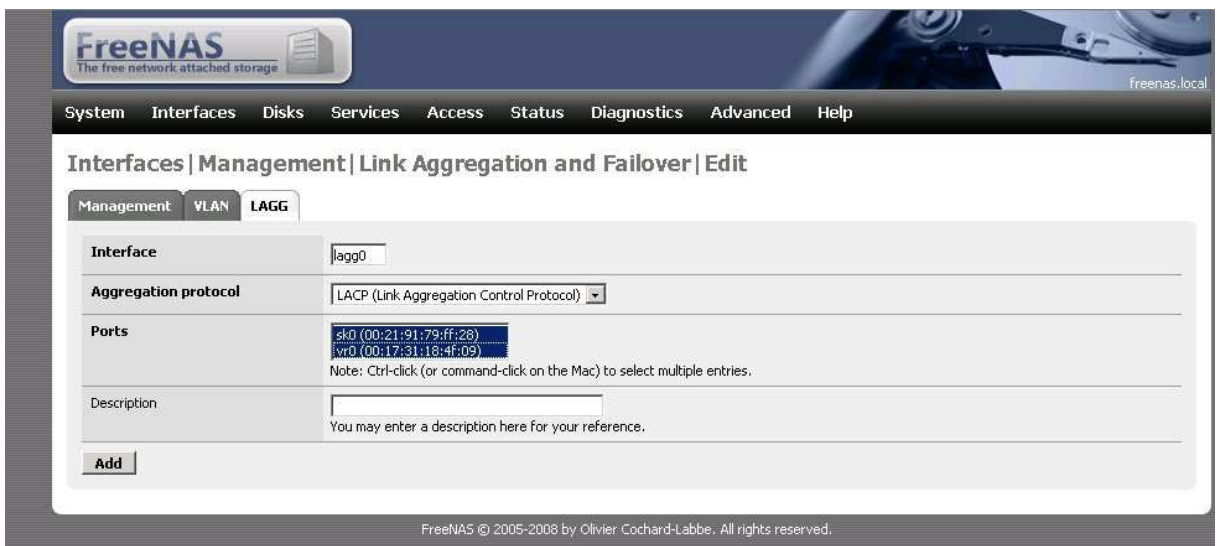 FreeNAS
The free network attached storage
freenas.local
System Interfaces Disks Services Access Status Diagnostics Advanced Help
Interfaces|Management|Link Aggregation and Failover|Edit
Management VLAN LAGG
Interface lagg0
Aggregation protocol LACP (Link Aggregation Control Protocol)
Ports sk0 (00:21:91:79:ff:28)
vr0 (00:17:31:18:4f:09)
Note: Ctrl-click (or command-click on the Mac) to select multiple entries.
Description
You may enter a description here for your reference.
Add
FreeNAS © 2005-2008 by Olivier Cochard-Labbe. All rights reserved.